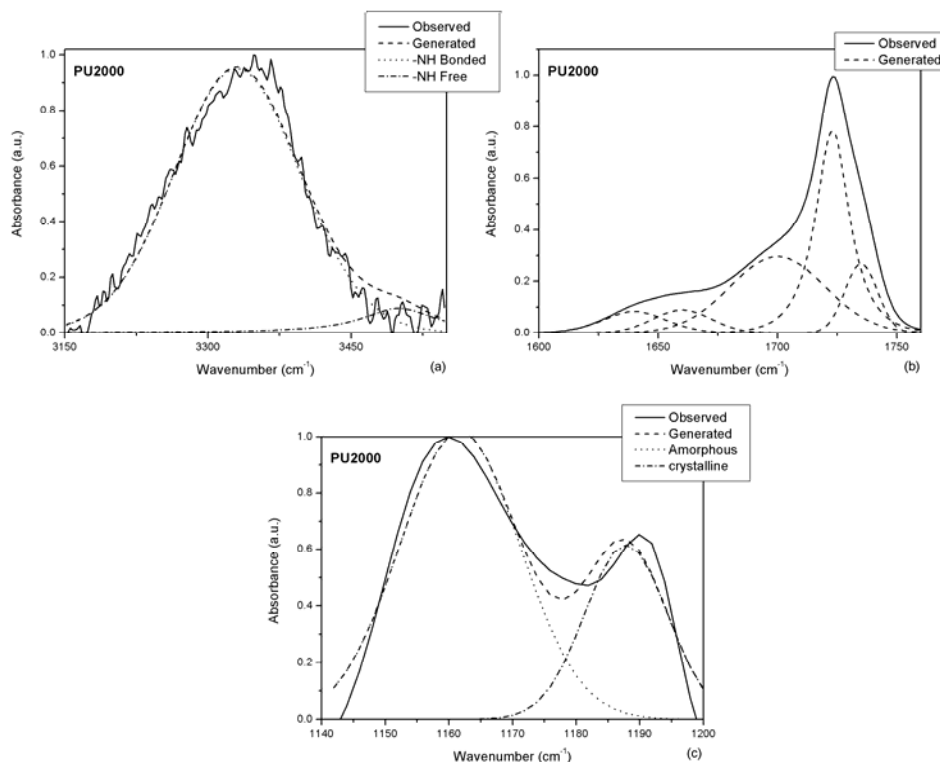 Observed
Generated
-NH Bonded
-NH Free
PU2000
1.0
0.8
0.6
0.4
0.2
0.0
Absorbance (a.u.)
3150
3300
3450
Wavenumber (cm⁻¹)
(a)
Observed
Generated
PU2000
1.0
0.8
0.6
0.4
0.2
0.0
Absorbance (a.u.)
1600
1650
1700
1750
Wavenumber (cm⁻¹)
(b)
Observed
Generated
Amorphous
crystalline
PU2000
1.0
0.8
0.6
0.4
0.2
0.0
Absorbance (a.u.)
1140
1150
1160
1170
1180
1190
1200
Wavenumber (cm⁻¹)
(c)